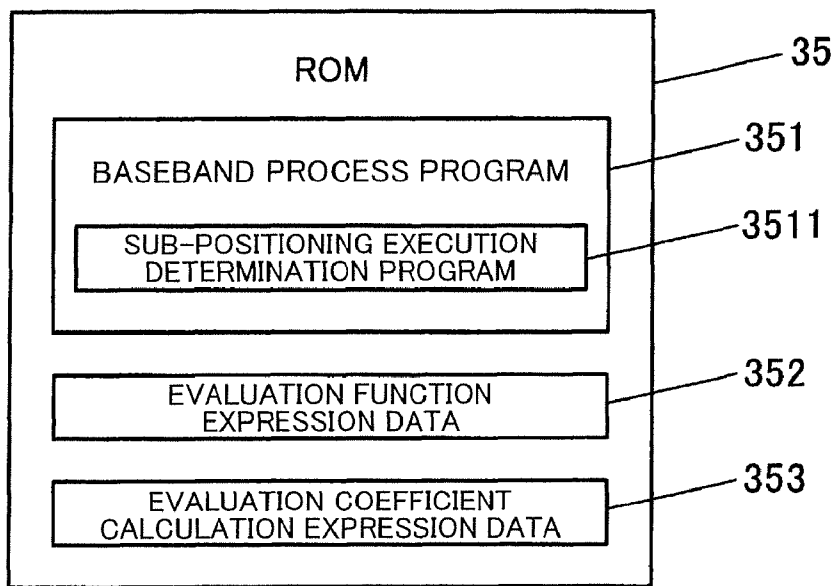 ROM
35
BASEBAND PROCESS PROGRAM
351
SUB-POSITIONING EXECUTION
DETERMINATION PROGRAM
3511
EVALUATION FUNCTION
EXPRESSION DATA
352
EVALUATION COEFFICIENT
CALCULATION EXPRESSION DATA
353